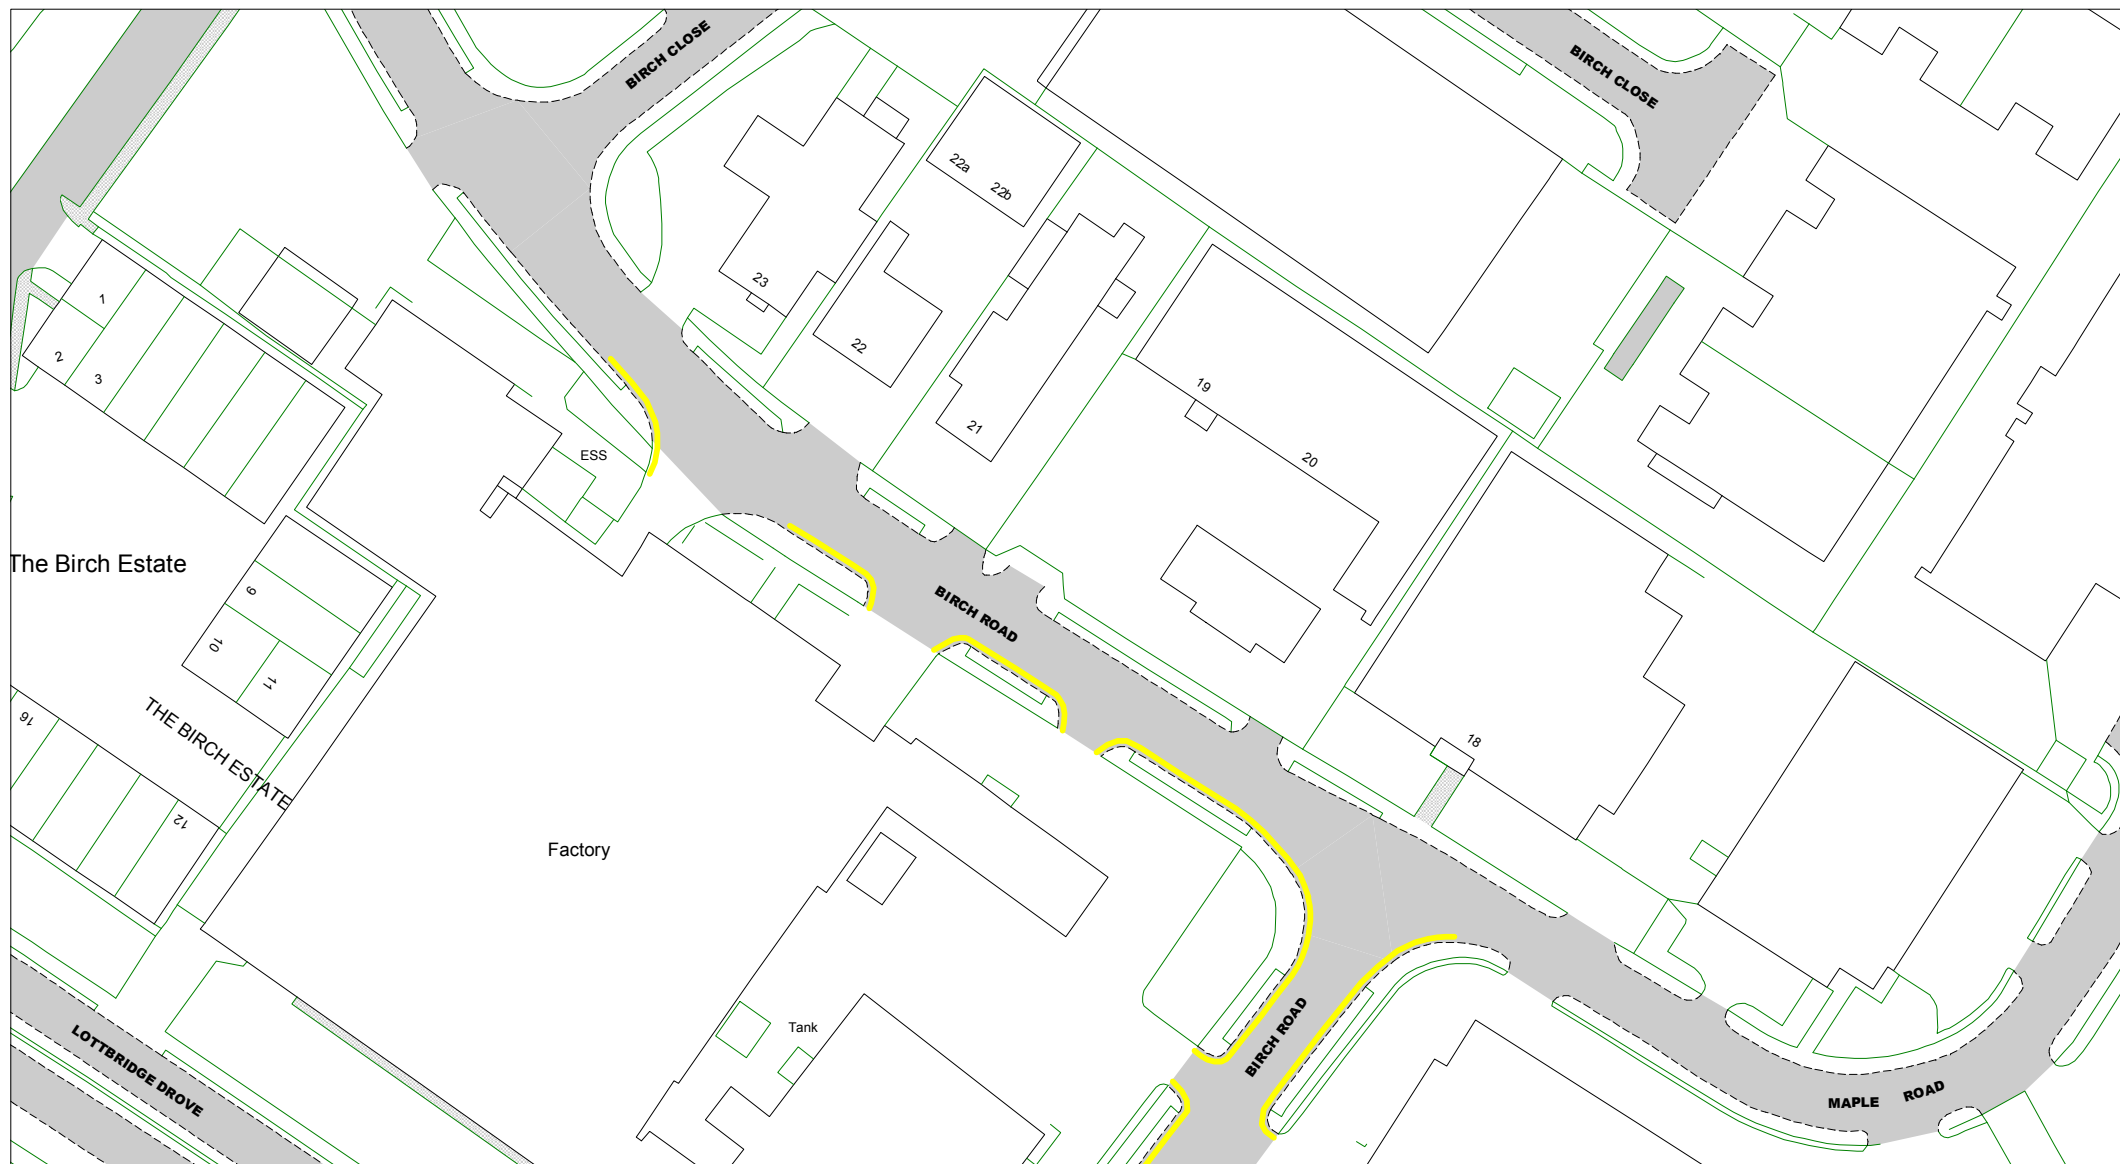 BIRCH CLOSE
BIRCH CLOSE
22a
22b
23
22
21
19
20
18
1
2
3
ESS
The Birch Estate
9
10
11
THE BIRCH ESTATE
16
12
BIRCH ROAD
Factory
Tank
BIRCH ROAD
LOTTBRIDGE DROVE
MAPLE ROAD